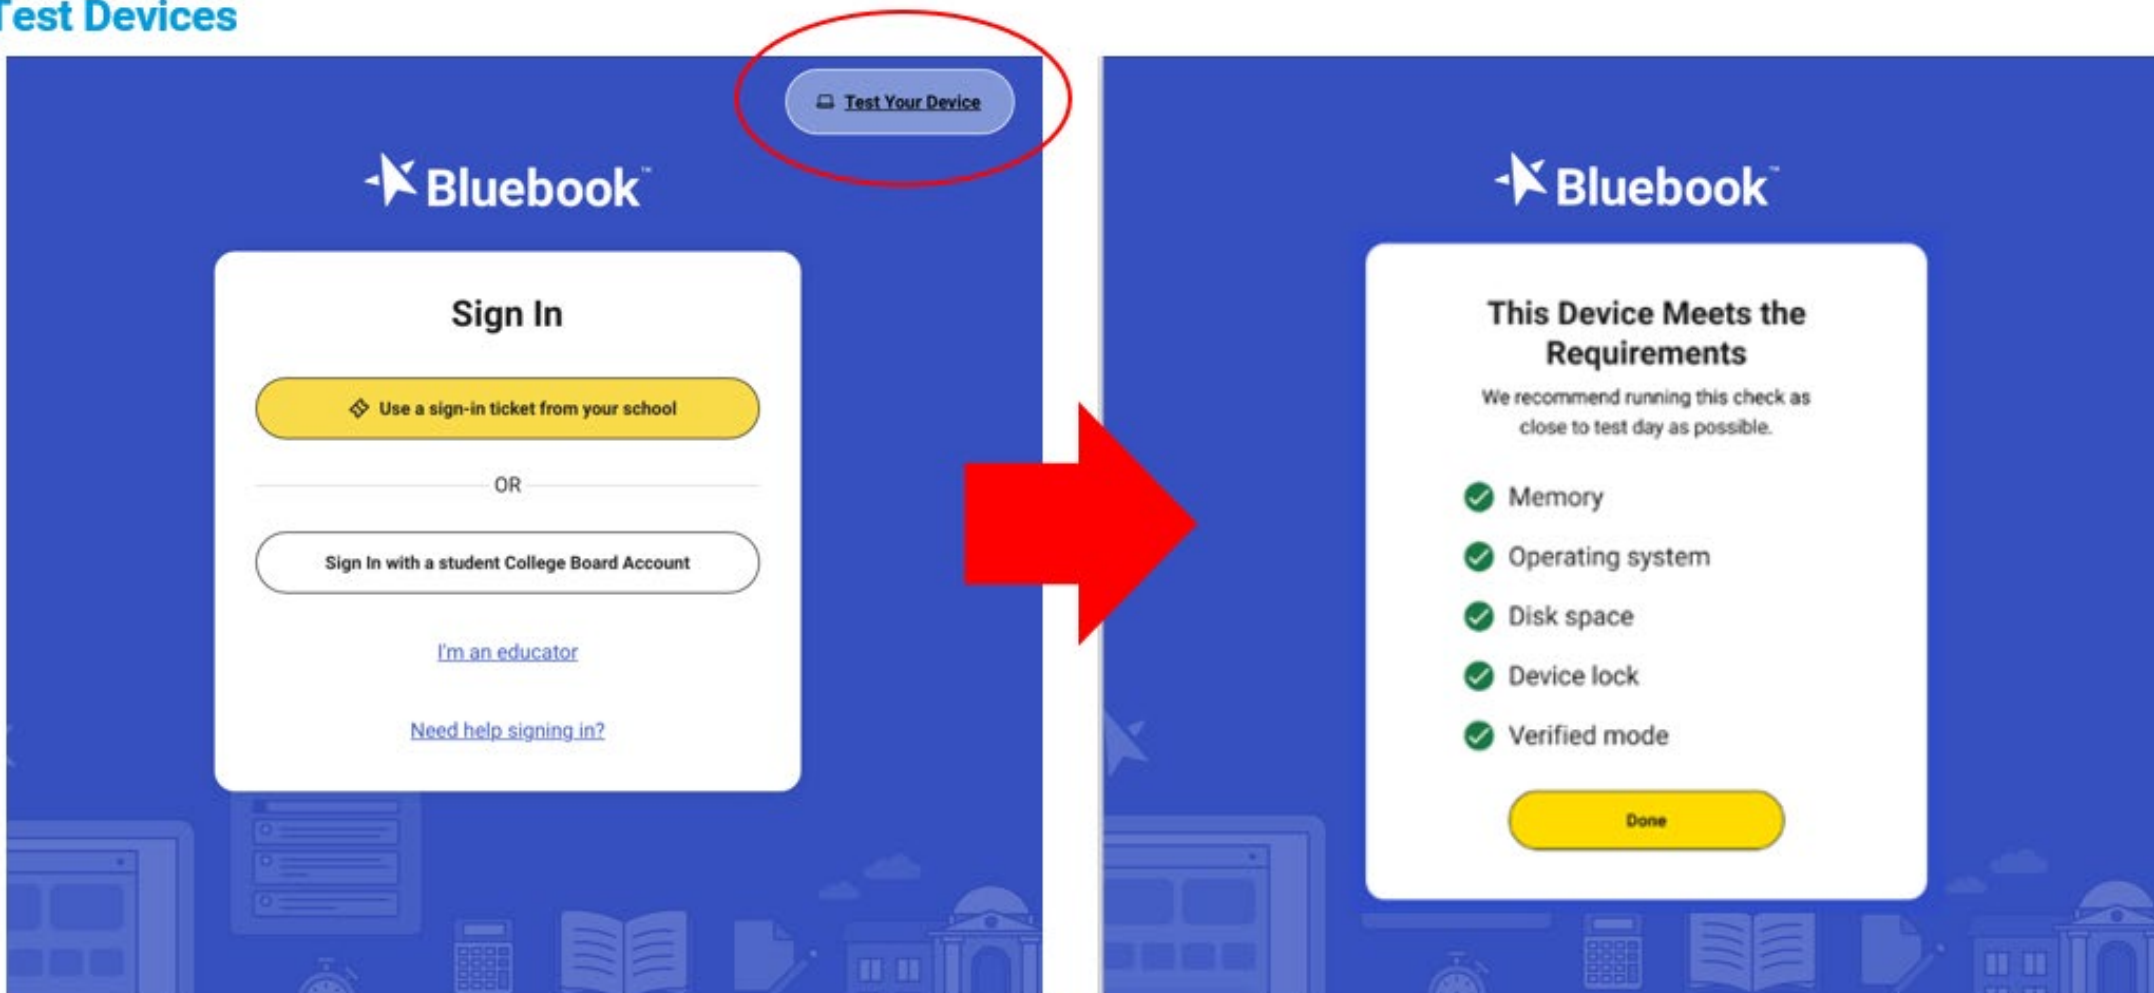 Test Devices
Test Your Device
Bluebook™
Sign In
Use a sign-in ticket from your school
OR
Sign In with a student College Board Account
I'm an educator
Need help signing in?
Bluebook™
This Device Meets the
Requirements
We recommend running this check as
close to test day as possible.
Memory
Operating system
Disk space
Device lock
Verified mode
Done